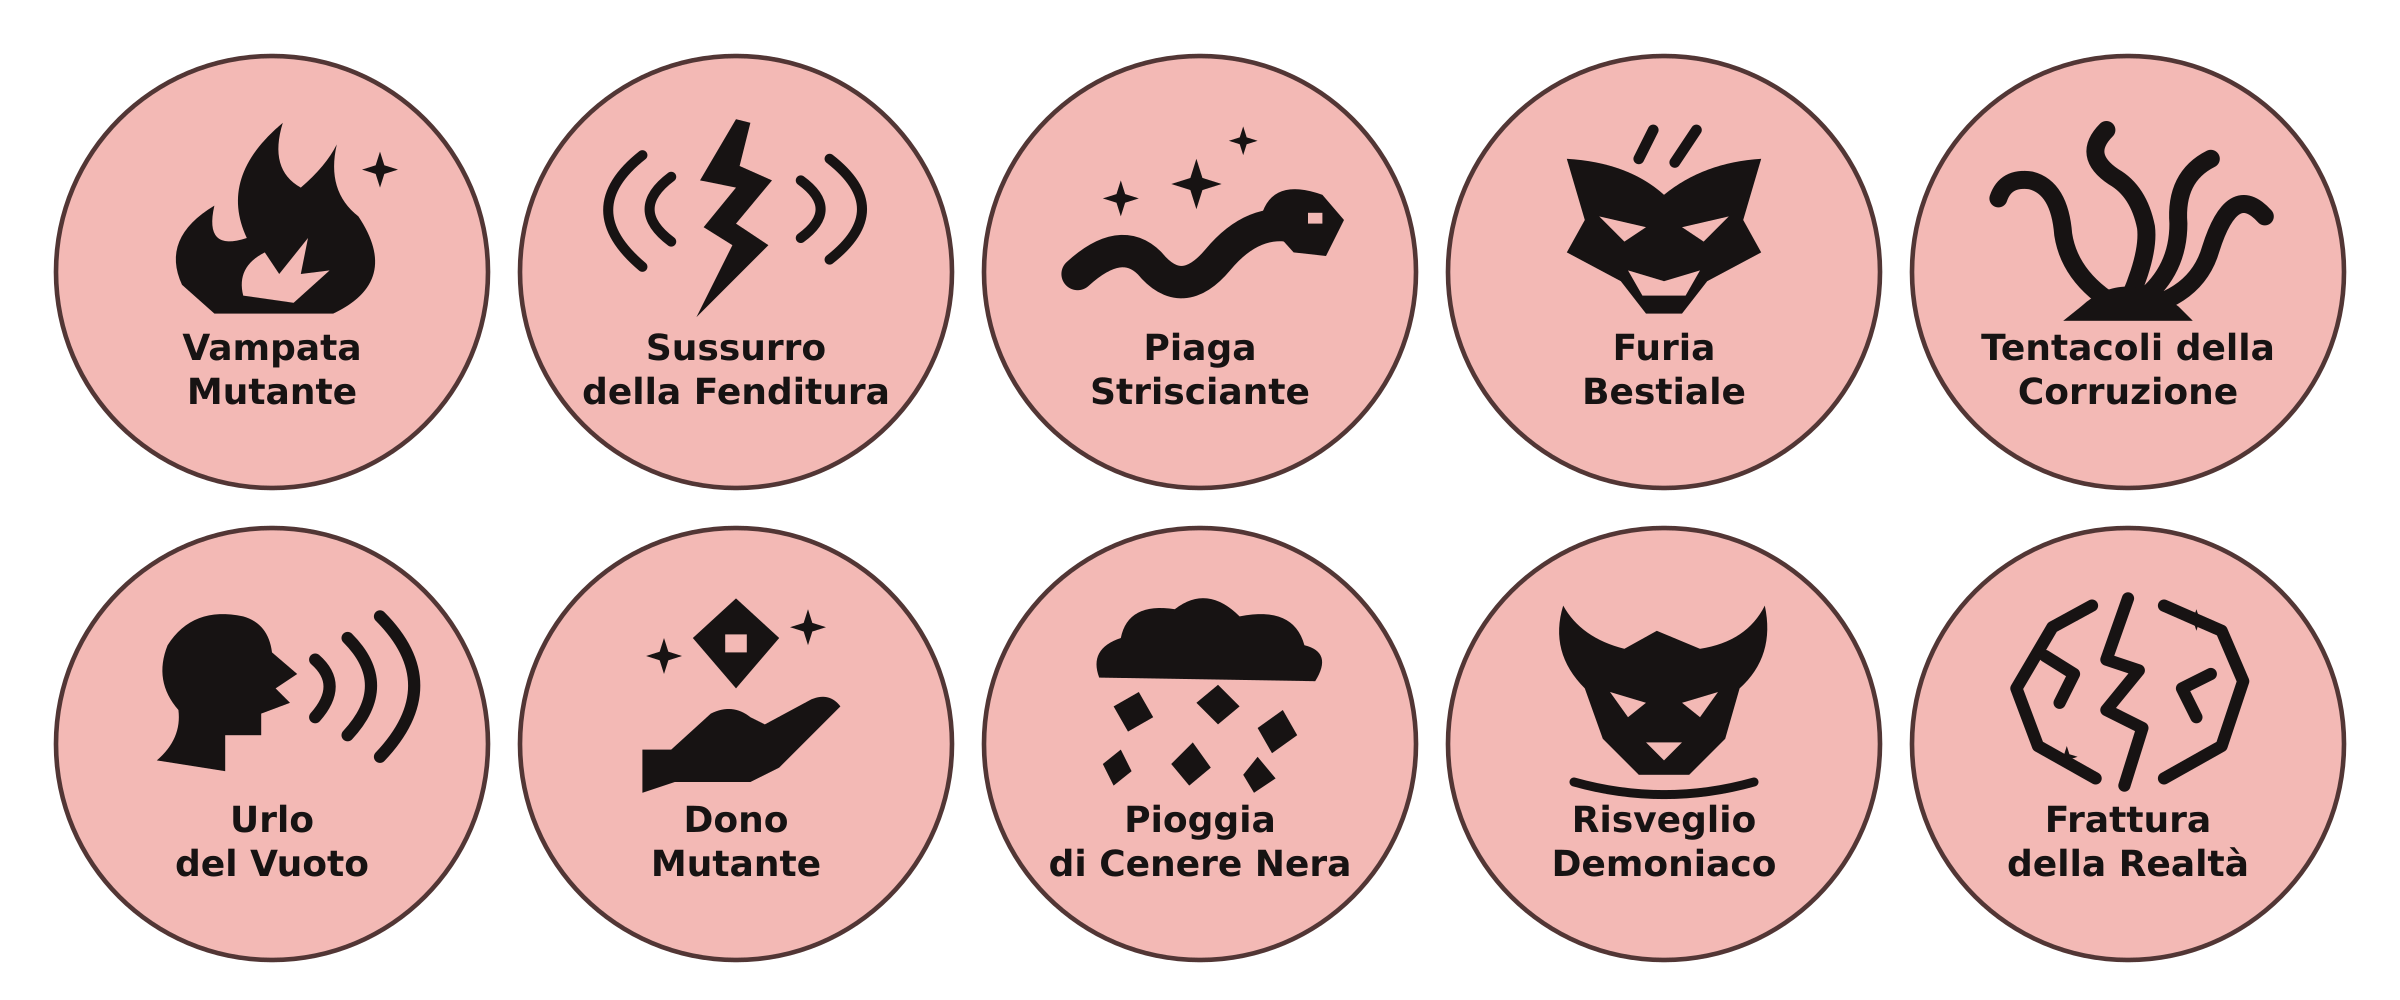 Vampata
Mutante
Sussurro
della Fenditura
Piaga
Strisciante
Furia
Bestiale
Tentacoli della
Corruzione
Urlo
del Vuoto
Dono
Mutante
Pioggia
di Cenere Nera
Risveglio
Demoniaco
Frattura
della Realtà